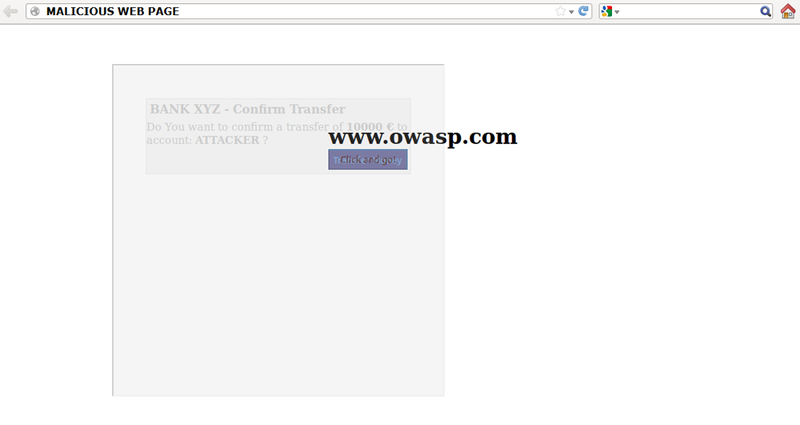 MALICIOUS WEB PAGE
BANK XYZ - Confirm Transfer
Do You want to confirm a transfer of 10000 € to
account: ATTACKER ?
www.owasp.com
Click and go!